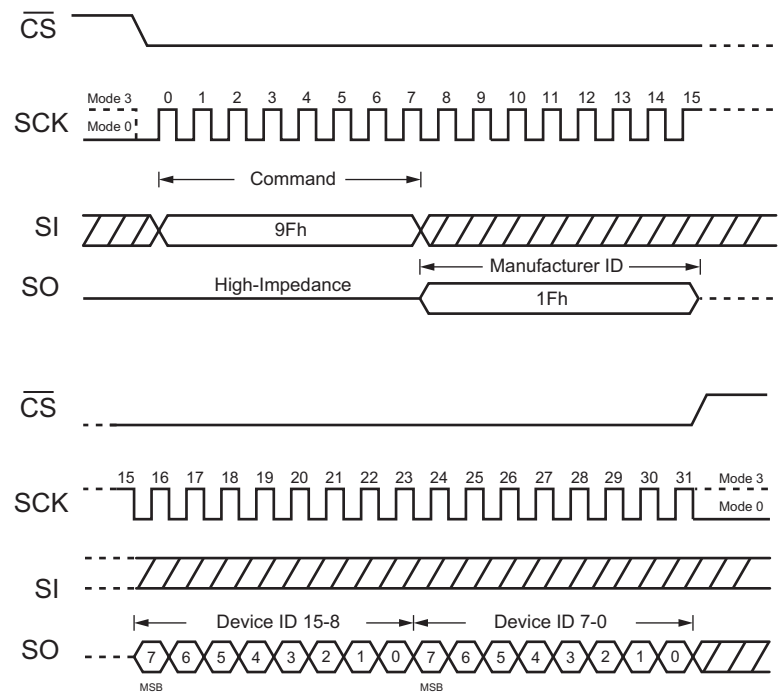 CS
Mode 3
0 1 2 3 4 5 6 7 8 9 10 11 12 13 14 15
SCK
Mode 0
Command
SI
9Fh
Manufacturer ID
SO
High-Impedance
1Fh
CS
15 16 17 18 19 20 21 22 23 24 25 26 27 28 29 30 31
Mode 3
SCK
Mode 0
SI
Device ID 15-8
Device ID 7-0
SO
7 6 5 4 3 2 1 0 7 6 5 4 3 2 1 0
MSB
MSB